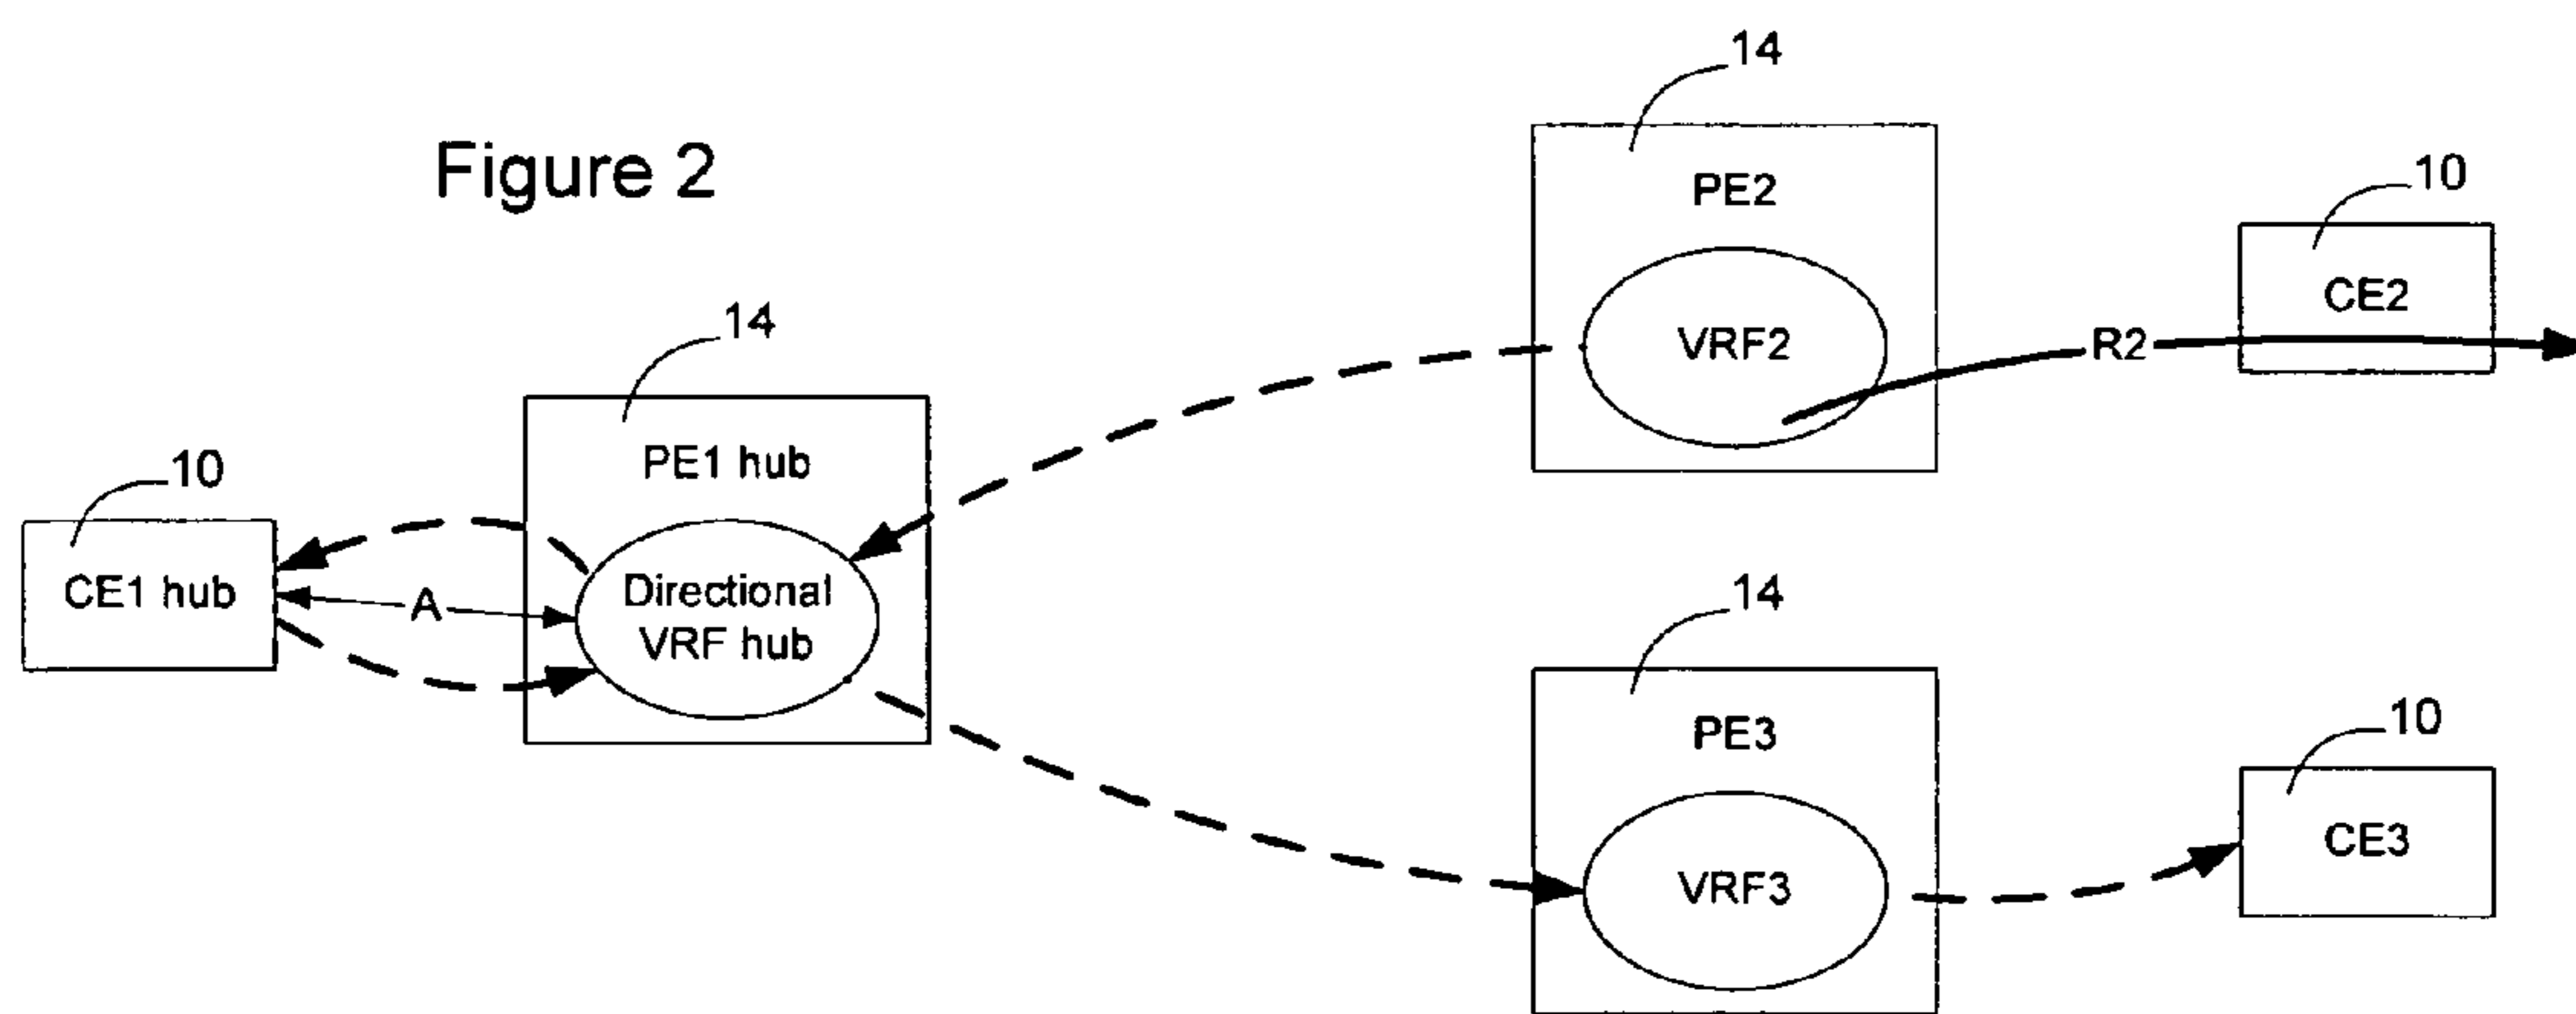 Figure 2
14
PE2
VRF2
10
CE2
R2
14
PE1 hub
Directional
VRF hub
10
CE1 hub
A
14
PE3
VRF3
10
CE3